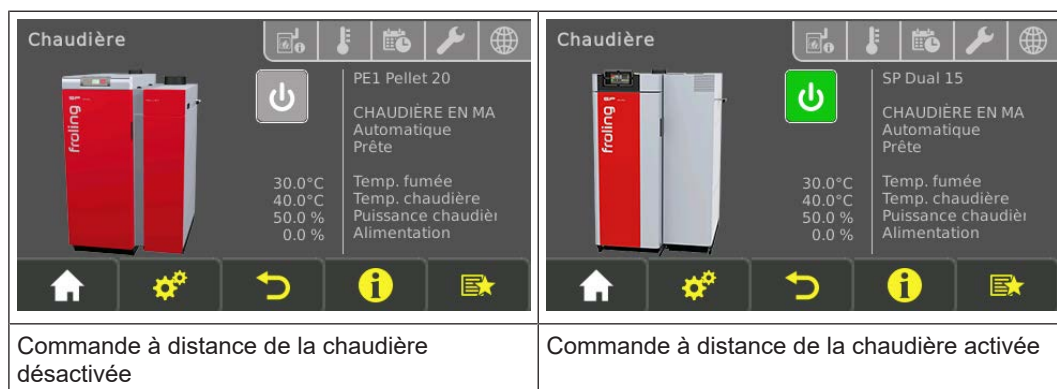 Chaudière
froling
PE1 Pellet 20
CHAUDIÈRE EN MA
Automatique
Prête
30.0°C Temp. fumée
40.0°C Temp. chaudière
50.0 % Puissance chaudièr
0.0 % Alimentation
Commande à distance de la chaudière
désactivée
Chaudière
froling
SP Dual 15
CHAUDIÈRE EN MA
Automatique
Prête
30.0°C Temp. fumée
40.0°C Temp. chaudière
50.0 % Puissance chaudièr
0.0 % Alimentation
Commande à distance de la chaudière activée